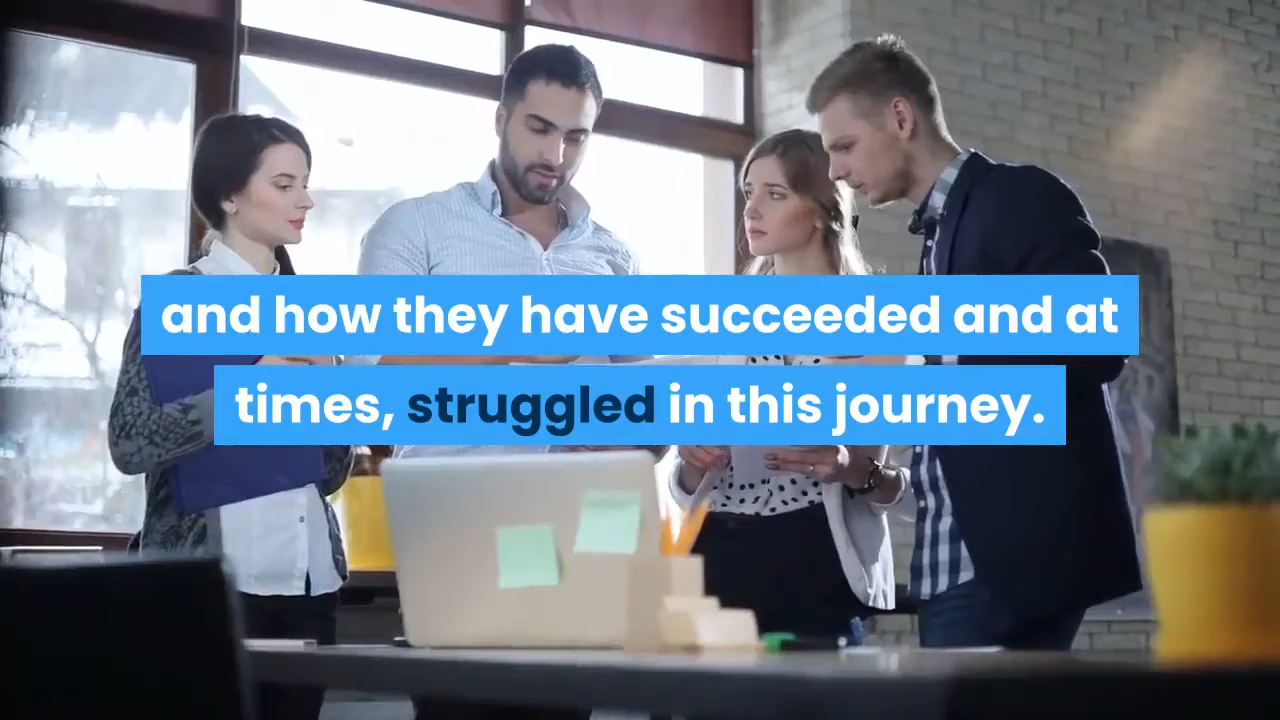 and how they have succeeded and at
times, struggled in this journey.